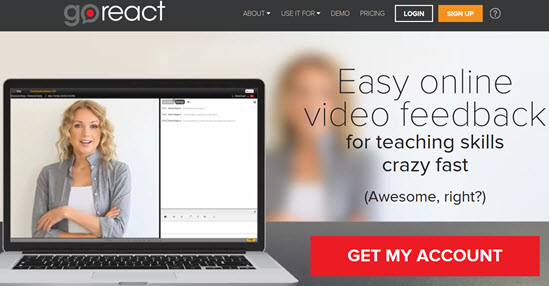 goreact
ABOUT USE IT FOR DEMO PRICING LOGIN SIGN UP ?
Easy online
video feedback
for teaching skills
crazy fast
(Awesome, right?)
GET MY ACCOUNT